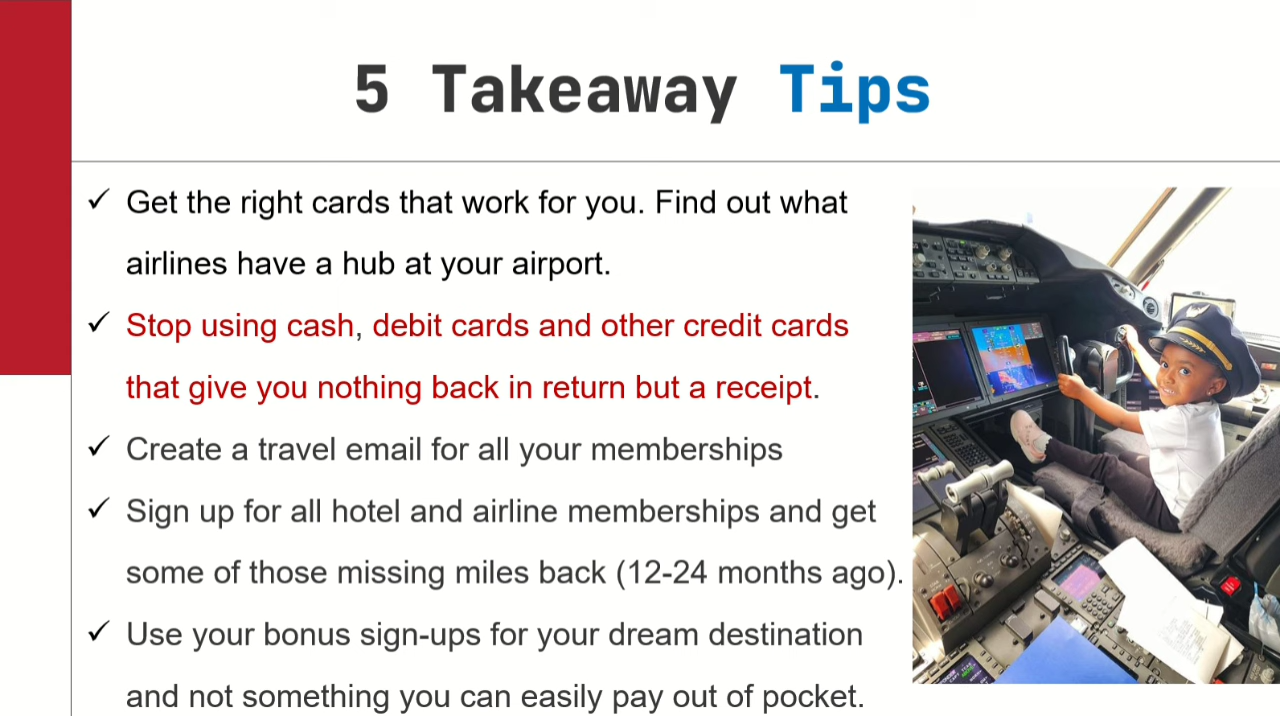 5 Takeaway Tips
✓ Get the right cards that work for you. Find out what
airlines have a hub at your airport.
✓ Stop using cash, debit cards and other credit cards
that give you nothing back in return but a receipt.
✓ Create a travel email for all your memberships
✓ Sign up for all hotel and airline memberships and get
some of those missing miles back (12-24 months ago).
✓ Use your bonus sign-ups for your dream destination
and not something you can easily pay out of pocket.